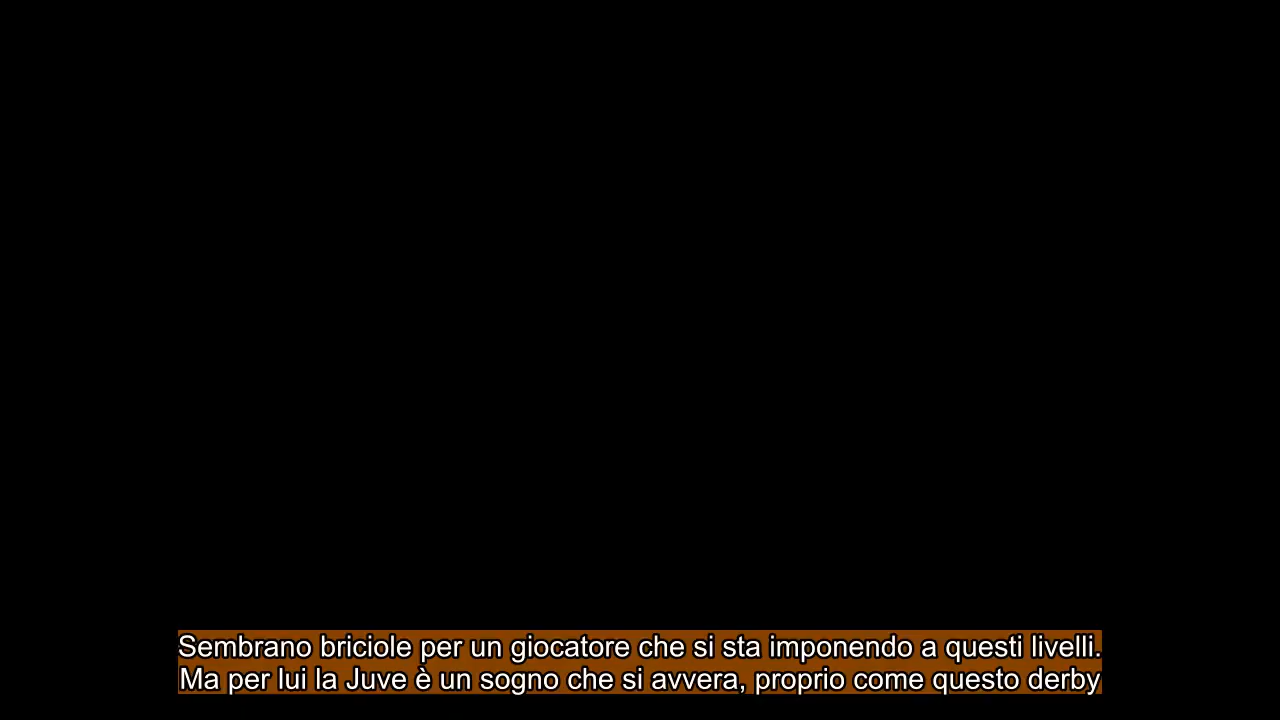 Sembrano briciole per un giocatore che si sta imponendo a questi livelli.
Ma per lui la Juve è un sogno che si avvera, proprio come questo derby